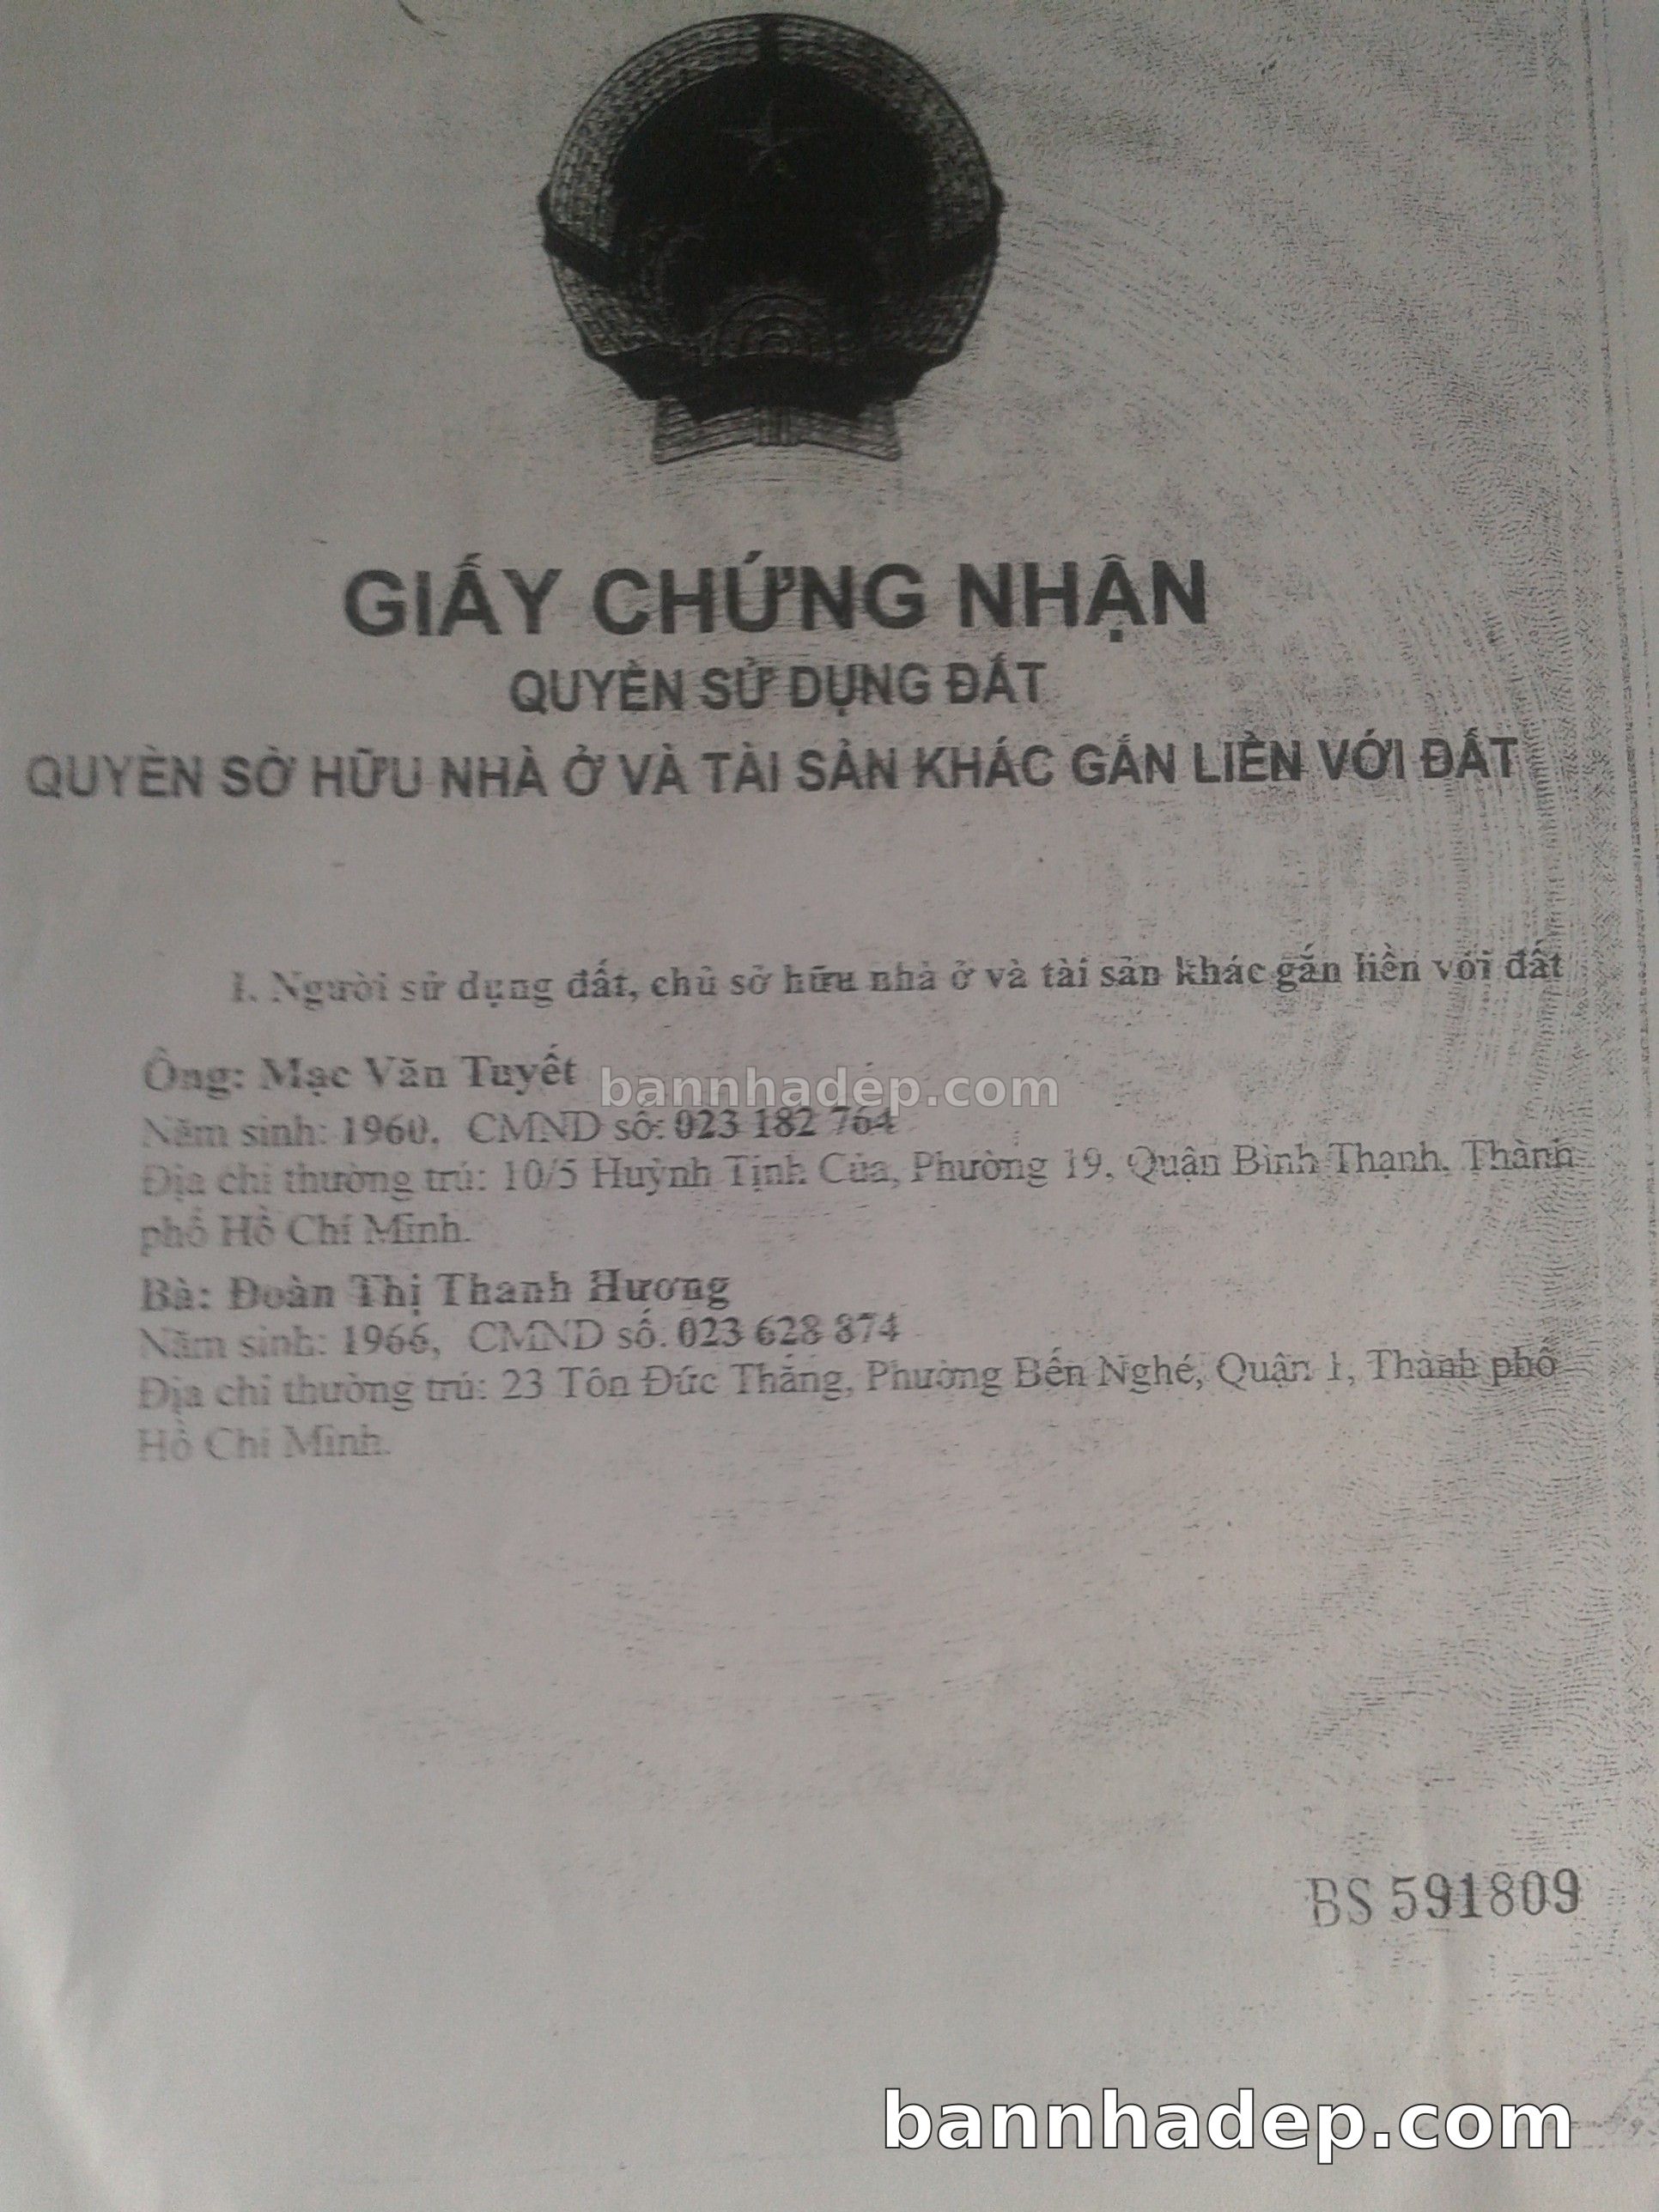 GIẤY CHỨNG NHẬN
QUYỀN SỬ DỤNG ĐẤT
QUYỀN SỞ HỮU NHÀ Ở VÀ TÀI SẢN KHÁC GẮN LIỀN VỚI ĐẤT
I. Người sử dụng đất, chủ sở hữu nhà ở và tài sản khác gắn liền với đất
Ông: Mạc Văn Tuyết
bannhadep.com
Năm sinh: 1960, CMND số: 023 182 764
Địa chỉ thường trú: 10/5 Huỳnh Tịnh Của, Phường 19, Quận Bình Thạnh, Thành
phố Hồ Chí Minh.
Bà: Đoàn Thị Thanh Hương
Năm sinh: 1966, CMND số: 023 628 874
Địa chỉ thường trú: 23 Tôn Đức Thắng, Phường Bến Nghé, Quận 1, Thành phố
Hồ Chí Minh.
BS 591809
bannhadep.com